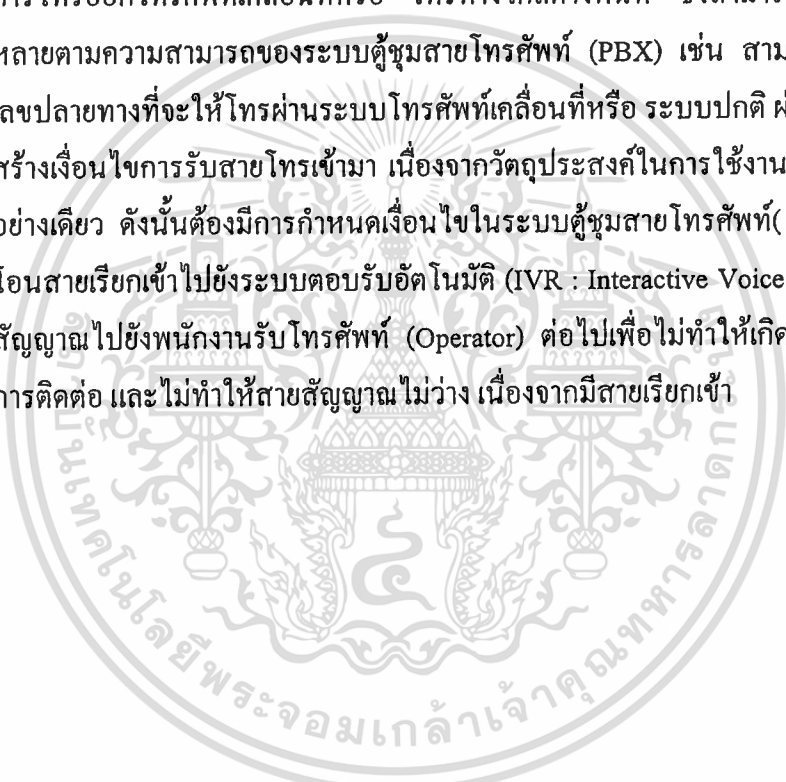 หลายตามความสามารถของระบบตู้ชุมสายโทรศัพท์ (PBX) เช่น สาม
ลขปลายทางที่จะให้โทรผ่านระบบโทรศัพท์เคลื่อนที่หรือ ระบบปกติ ผ่
สร้างเงื่อนไขการรับสายโทรเข้ามา เนื่องจากวัตถุประสงค์ในการใช้งาน
อย่างเดียว ดังนั้นต้องมีการกำหนดเงื่อนไขในระบบตู้ชุมสายโทรศัพท์(
โอนสายเรียกเข้าไปยังระบบตอบรับอัตโนมัติ (IVR : Interactive Voice
สัญญาณไปยังพนักงานรับโทรศัพท์ (Operator) ต่อไปเพื่อไม่ทำให้เกิด
การติดต่อ และไม่ทำให้สายสัญญาณไม่ว่าง เนื่องจากมีสายเรียกเข้า
นเทคโนโลยีพระจอมเกล้าเจ้าคุณทหารลาดกระ